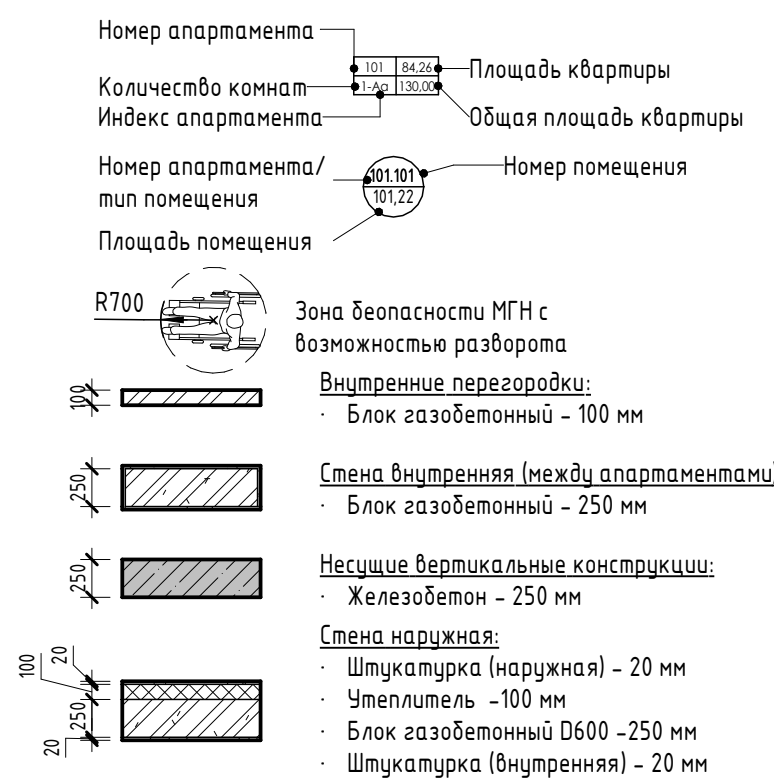 Номер апартамента
101 84,26
Площадь квартиры
Количество комнат
1-Аа 130,00
Индекс апартамента
Общая площадь квартиры
Номер апартамента/
тип помещения
101.101
101,22
Номер помещения
Площадь помещения
R700
Зона беопасности МГН с
возможностью разворота
100
Внутренние перегородки:
· Блок газобетонный – 100 мм
250
Стена внутренняя (между апартаментами)
· Блок газобетонный – 250 мм
250
Несущие вертикальные конструкции:
· Железобетон – 250 мм
Стена наружная:
100
20
250
20
· Штукатурка (наружная) – 20 мм
· Утеплитель –100 мм
· Блок газобетонный D600 –250 мм
· Штукатурка (внутренняя) – 20 мм